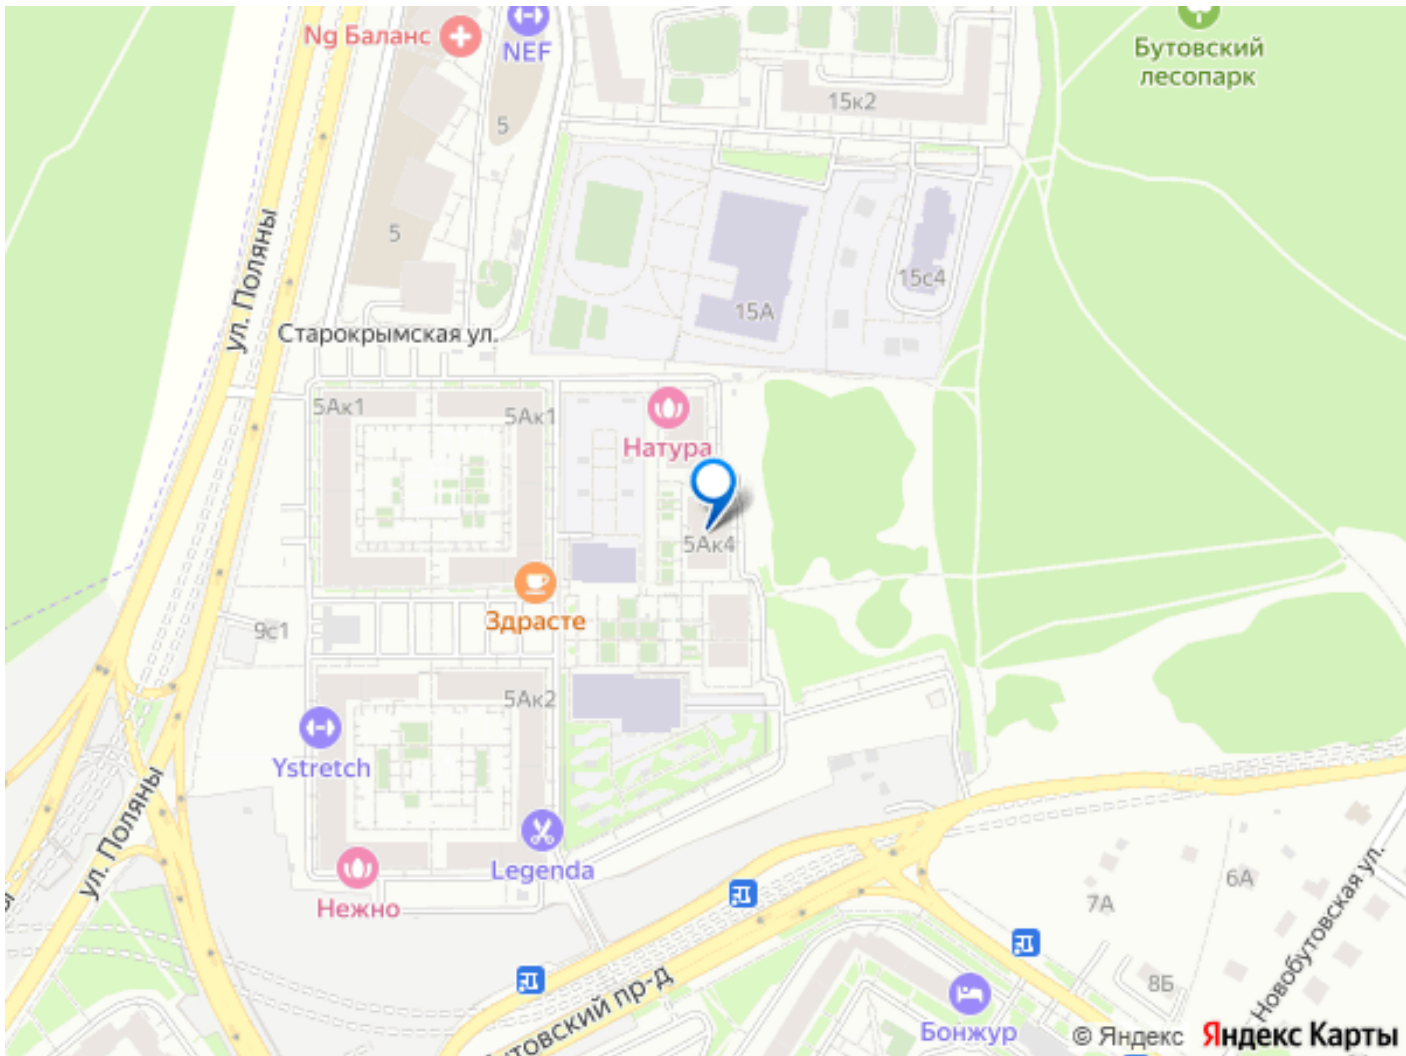 Ng Баланс
NEF
Бутовский
лесопарк
15к2
5
5
ул. Поляны
15с4
15А
Старокрымская ул.
5Ак1
5Ак1
Натура
5Ак4
Здрасте
9с1
5Ак2
Ystretch
ул. Поляны
Legenda
Нежно
6А
7А
8Б
Новобутовская ул.
пр-д
Бонжур
© Яндекс
Яндекс Карты